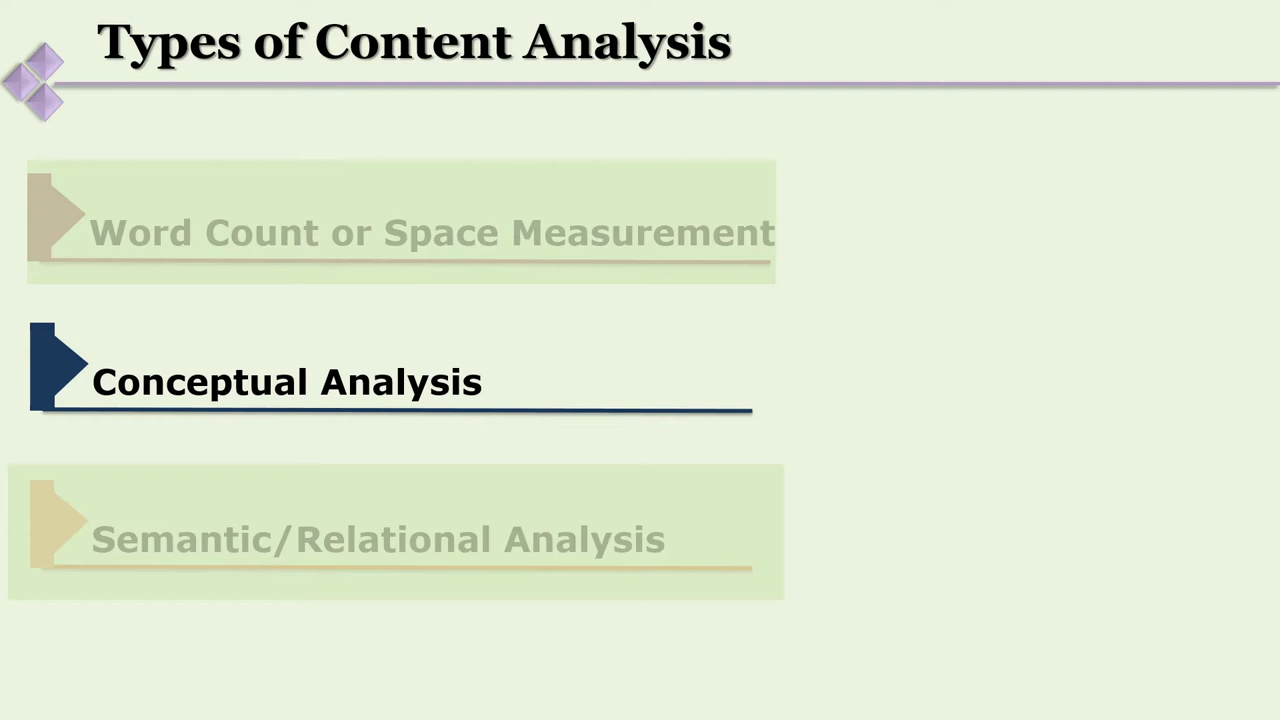 Types of Content Analysis
Word Count or Space Measurement
Conceptual Analysis
Semantic/Relational Analysis